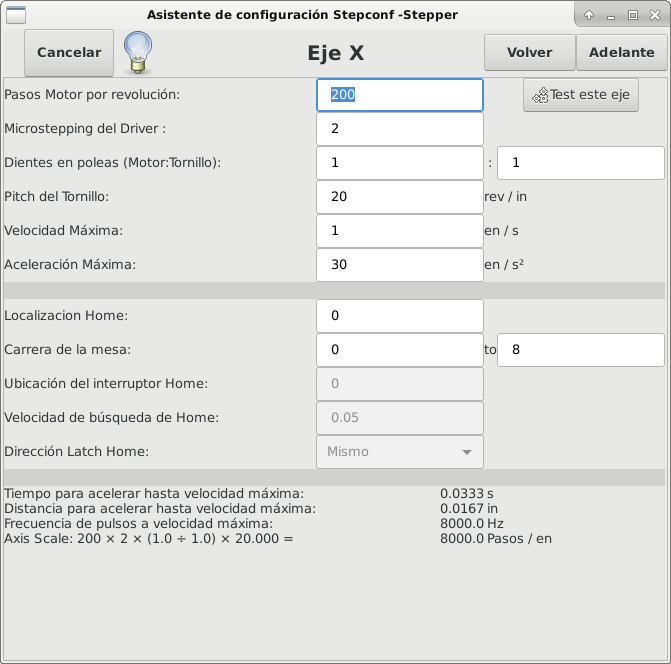 Asistente de configuración Stepconf -Stepper
Cancelar Eje X Volver Adelante
Pasos Motor por revolución: 200 Test este eje
Microstepping del Driver : 2
Dientes en poleas (Motor:Tornillo): 1 : 1
Pitch del Tornillo: 20 rev / in
Velocidad Máxima: 1 en / s
Aceleración Máxima: 30 en / s²
Localizacion Home: 0
Carrera de la mesa: 0 to 8
Ubicación del interruptor Home: 0
Velocidad de búsqueda de Home: 0.05
Dirección Latch Home: Mismo
Tiempo para acelerar hasta velocidad máxima: 0.0333 s
Distancia para acelerar hasta velocidad máxima: 0.0167 in
Frecuencia de pulsos a velocidad máxima: 8000.0 Hz
Axis Scale: 200 × 2 × (1.0 ÷ 1.0) × 20.000 = 8000.0 Pasos / en